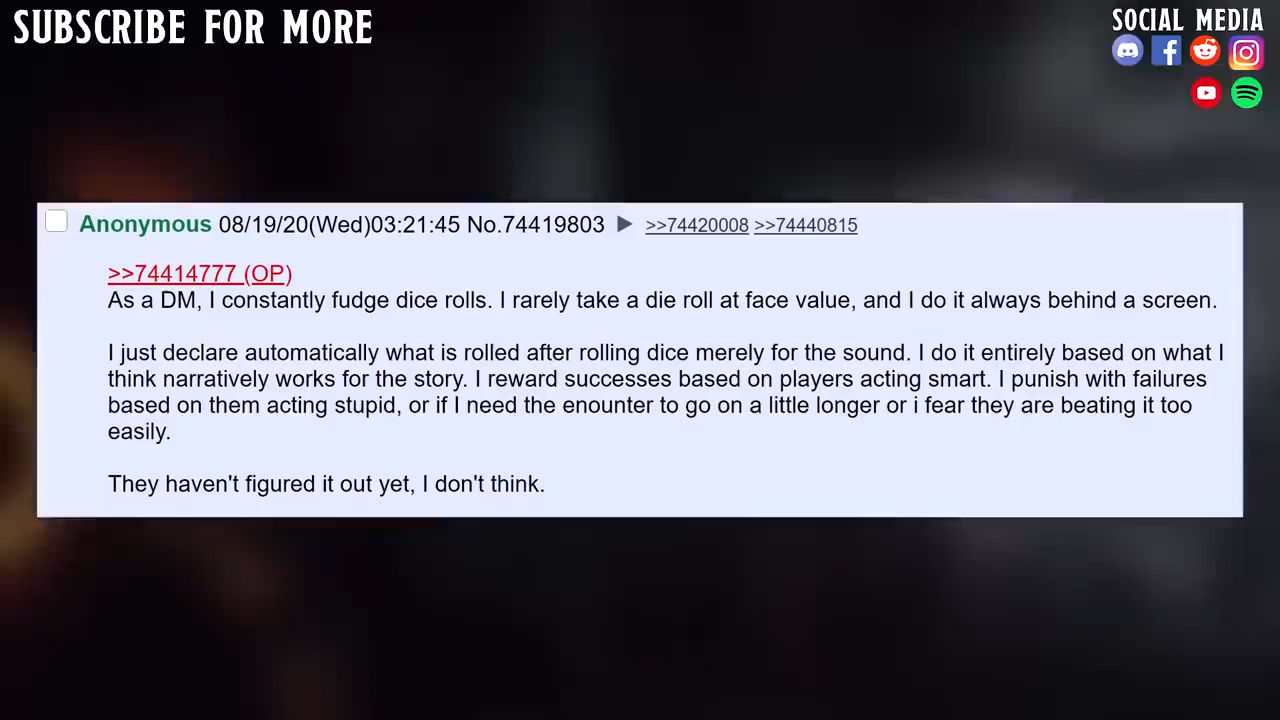 SUBSCRIBE FOR MORE
SOCIAL MEDIA
Anonymous 08/19/20(Wed)03:21:45 No.74419803 ▶ >>74420008 >>74440815
>>74414777 (OP)
As a DM, I constantly fudge dice rolls. I rarely take a die roll at face value, and I do it always behind a screen.
I just declare automatically what is rolled after rolling dice merely for the sound. I do it entirely based on what I
think narratively works for the story. I reward successes based on players acting smart. I punish with failures
based on them acting stupid, or if I need the enounter to go on a little longer or i fear they are beating it too
easily.
They haven't figured it out yet, I don't think.